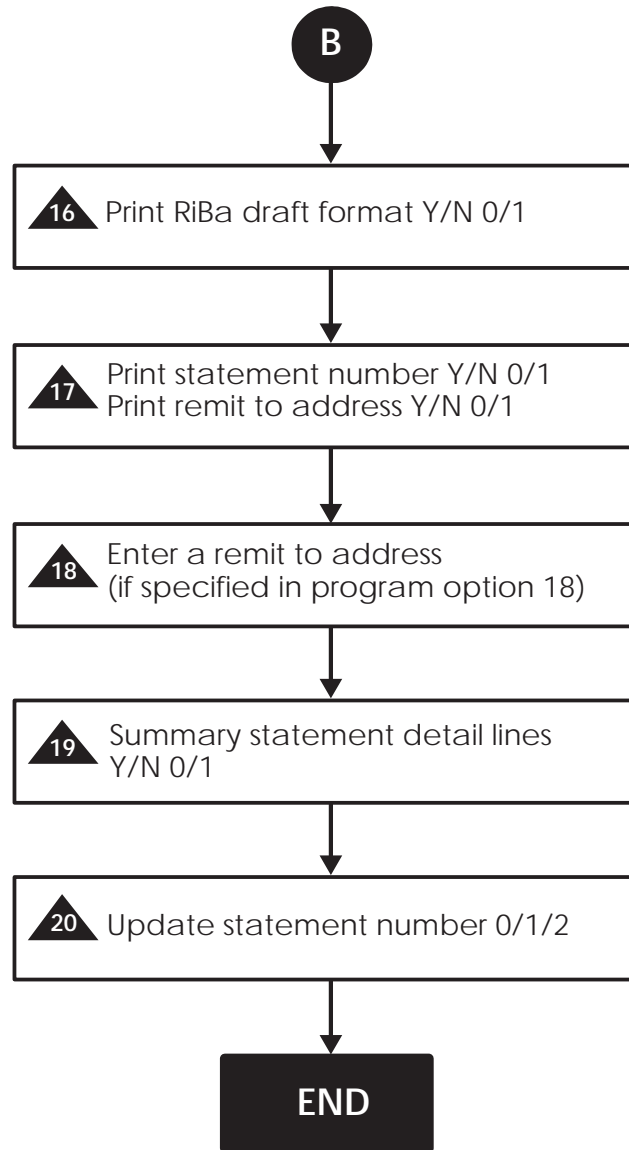 B
16 Print RiBa draft format Y/N 0/1
17 Print statement number Y/N 0/1
Print remit to address Y/N 0/1
18 Enter a remit to address
(if specified in program option 18)
19 Summary statement detail lines
Y/N 0/1
20 Update statement number 0/1/2
END